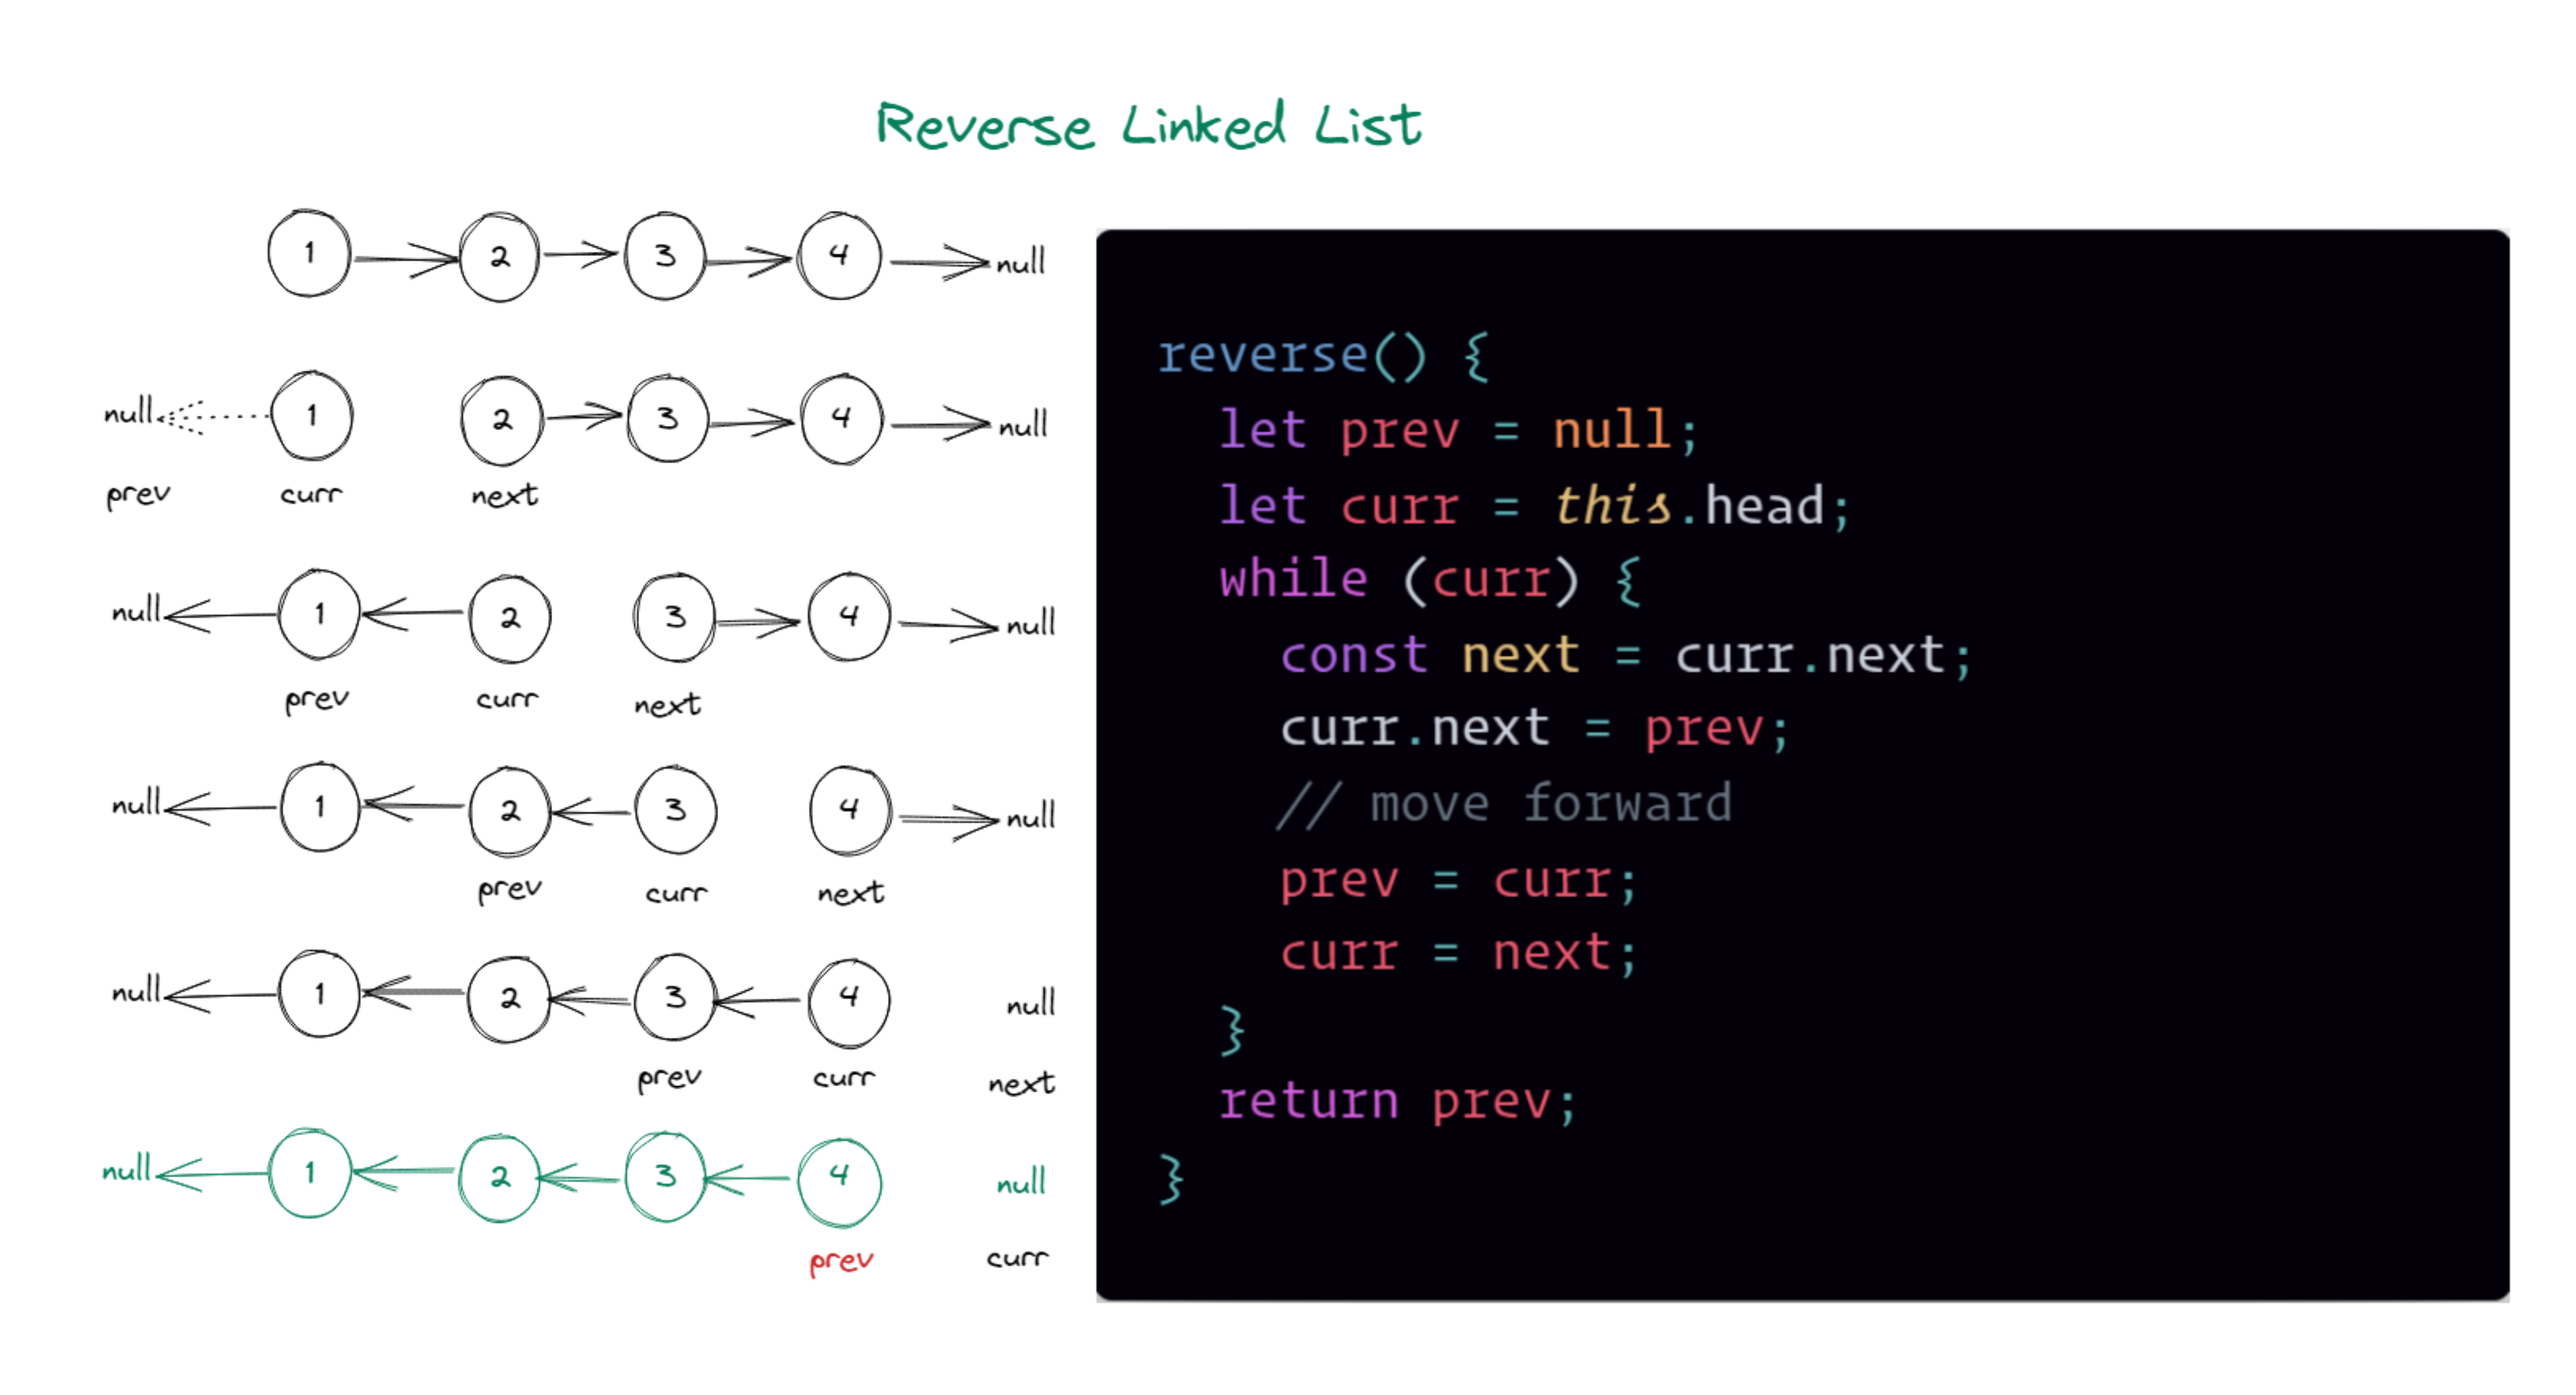 Reverse Linked List
1 2 3 4 null
null 1 2 3 4 null
prev curr next
null 1 2 3 4 null
prev curr next
null 1 2 3 4 null
prev curr next
null 1 2 3 4 null
prev curr next
null 1 2 3 4 null
prev curr
reverse() {
  let prev = null;
  let curr = this.head;
  while (curr) {
    const next = curr.next;
    curr.next = prev;
    // move forward
    prev = curr;
    curr = next;
  }
  return prev;
}